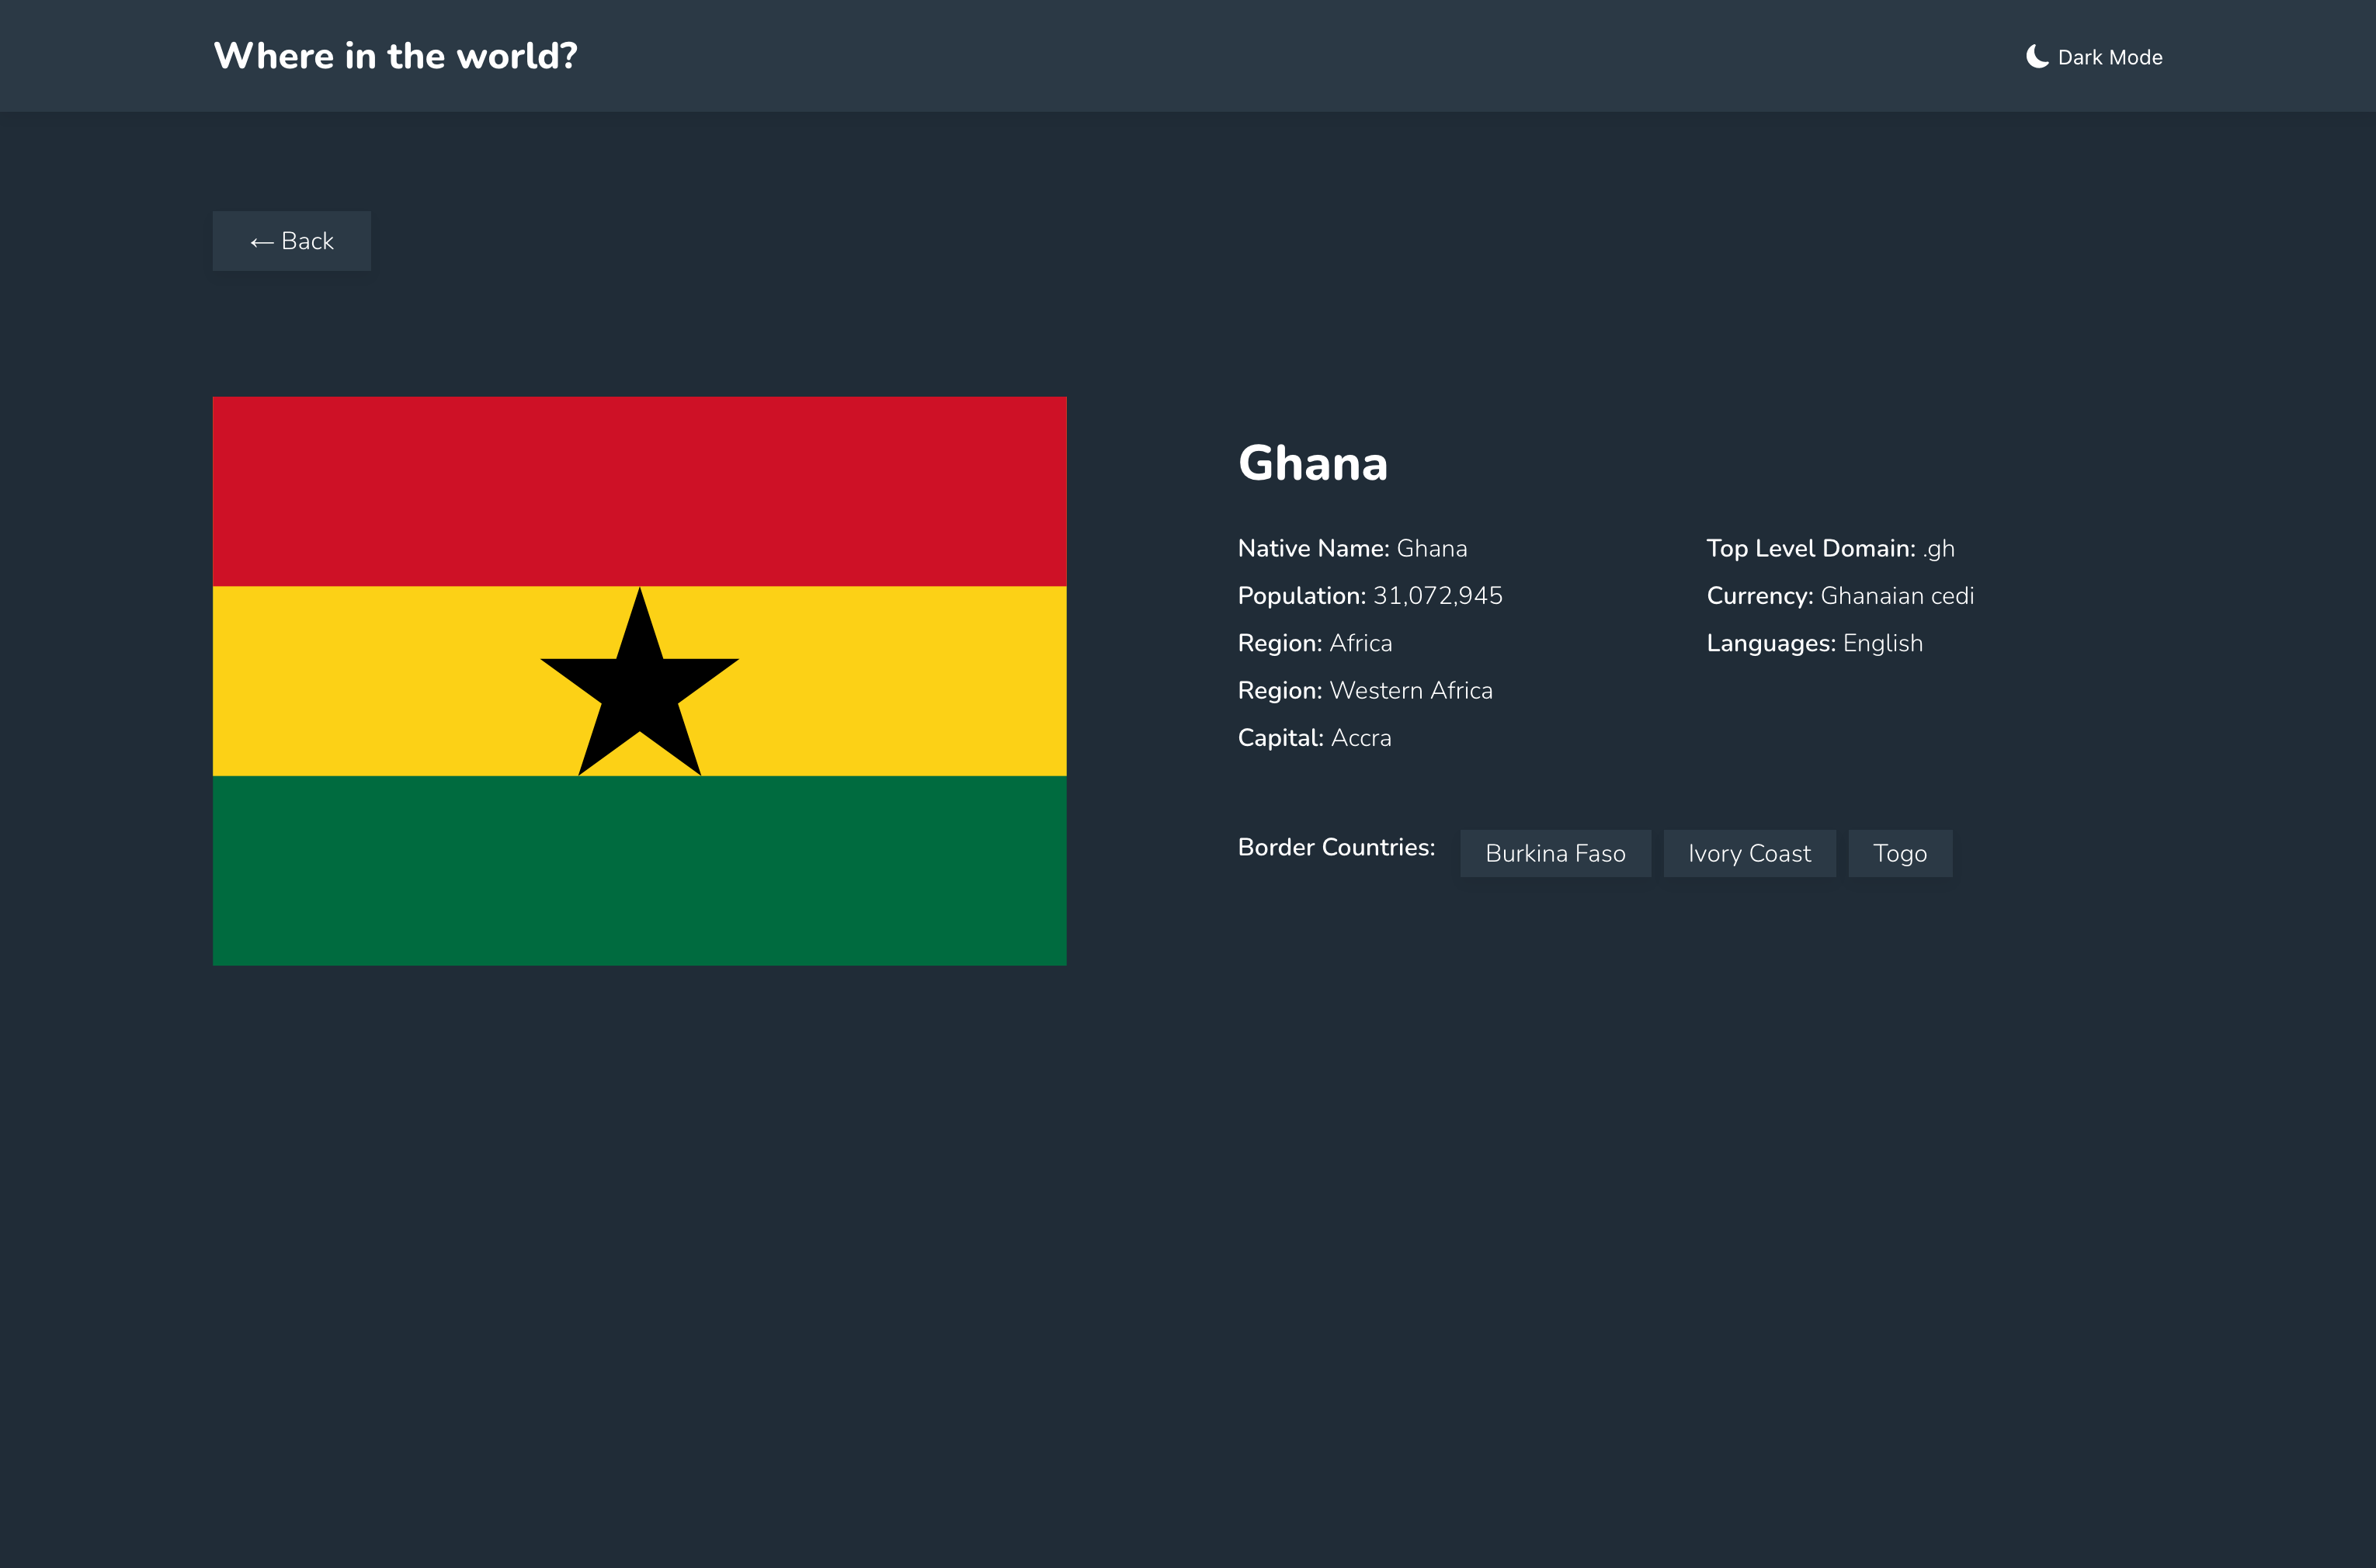 Where in the world?
Dark Mode
← Back
Ghana
Native Name: Ghana
Population: 31,072,945
Region: Africa
Region: Western Africa
Capital: Accra
Top Level Domain: .gh
Currency: Ghanaian cedi
Languages: English
Border Countries: Burkina Faso Ivory Coast Togo